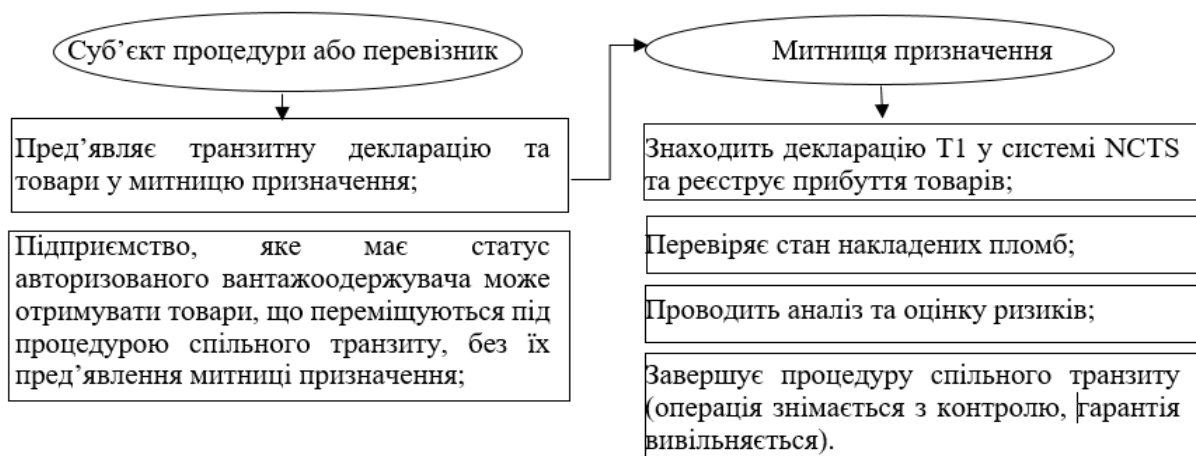 Суб’єкт процедури або перевізник
Пред’являє транзитну декларацію та
товари у митницю призначення;
Підприємство, яке має статус
авторизованого вантажоодержувача може
отримувати товари, що переміщуються під
процедурою спільного транзиту, без їх
пред’явлення митниці призначення;
Митниця призначення
Знаходить декларацію Т1 у системі NCTS
та реєструє прибуття товарів;
Перевіряє стан накладених пломб;
Проводить аналіз та оцінку ризиків;
Завершує процедуру спільного транзиту
(операція знімається з контролю, гарантія
вивільняється).